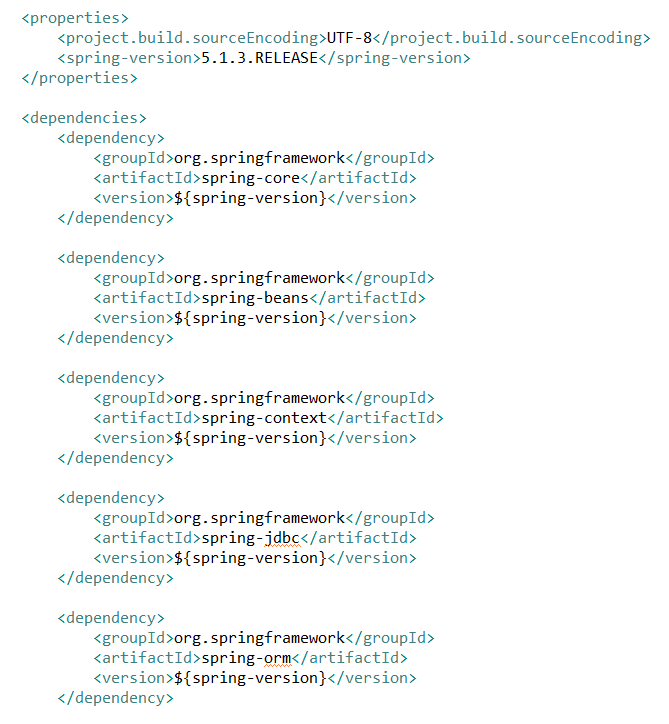 <properties>
    <project.build.sourceEncoding>UTF-8</project.build.sourceEncoding>
    <spring-version>5.1.3.RELEASE</spring-version>
</properties>

<dependencies>
    <dependency>
        <groupId>org.springframework</groupId>
        <artifactId>spring-core</artifactId>
        <version>${spring-version}</version>
    </dependency>

    <dependency>
        <groupId>org.springframework</groupId>
        <artifactId>spring-beans</artifactId>
        <version>${spring-version}</version>
    </dependency>

    <dependency>
        <groupId>org.springframework</groupId>
        <artifactId>spring-context</artifactId>
        <version>${spring-version}</version>
    </dependency>

    <dependency>
        <groupId>org.springframework</groupId>
        <artifactId>spring-jdbc</artifactId>
        <version>${spring-version}</version>
    </dependency>

    <dependency>
        <groupId>org.springframework</groupId>
        <artifactId>spring-orm</artifactId>
        <version>${spring-version}</version>
    </dependency>